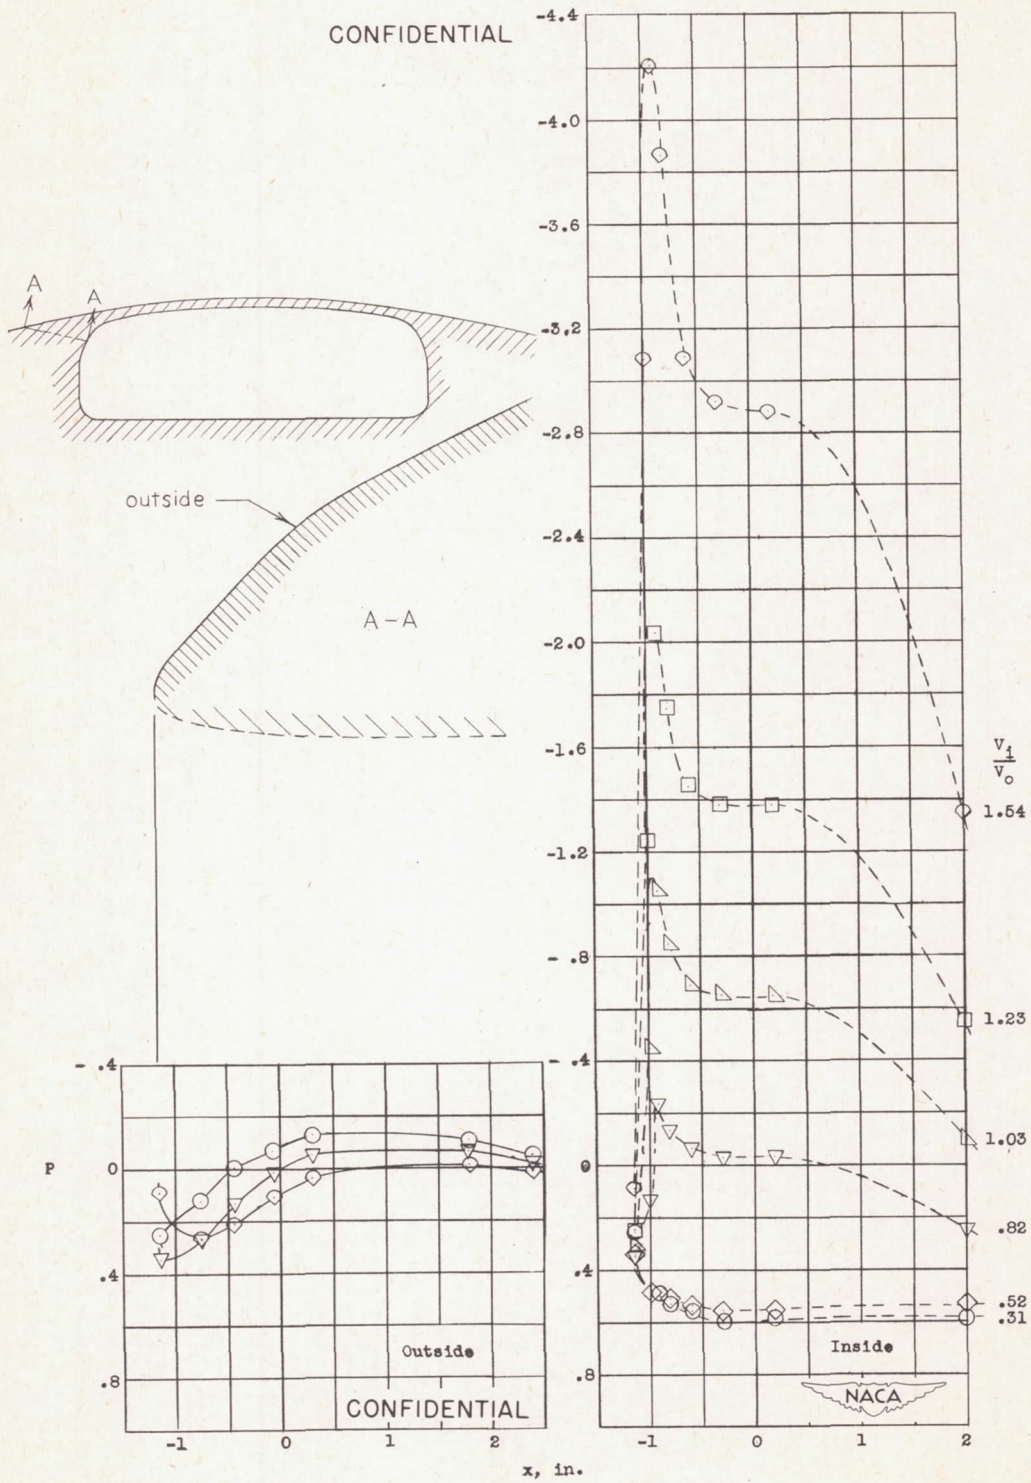 CONFIDENTIAL
-4.4
-4.0
-3.6
-3.2
-2.8
-2.4
-2.0
-1.6
-1.2
- .8
- .4
0
.4
.8
A
A
outside
A-A
V1
Vo
1.54
1.23
1.03
.82
.52
.31
- .4
P
0
.4
.8
Outside
Inside
CONFIDENTIAL
NACA
-1
0
1
2
-1
0
1
2
x, in.